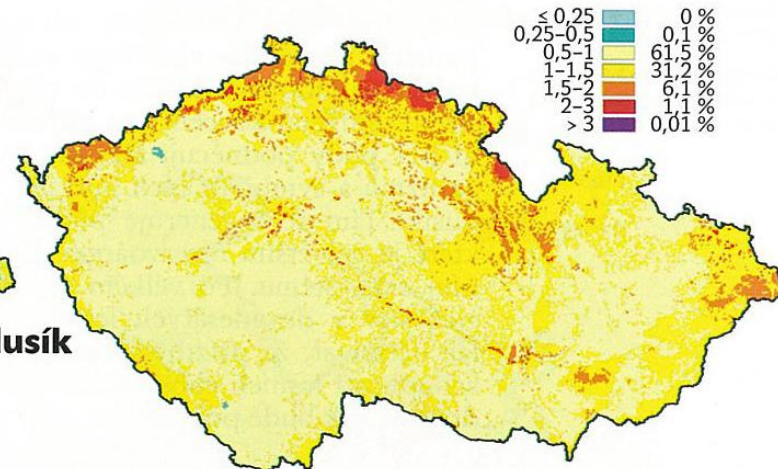 ≤ 0,25 0 %
0,25–0,5 0,1 %
0,5–1 61,5 %
1–1,5 31,2 %
1,5–2 6,1 %
2–3 1,1 %
> 3 0,01 %
lusík